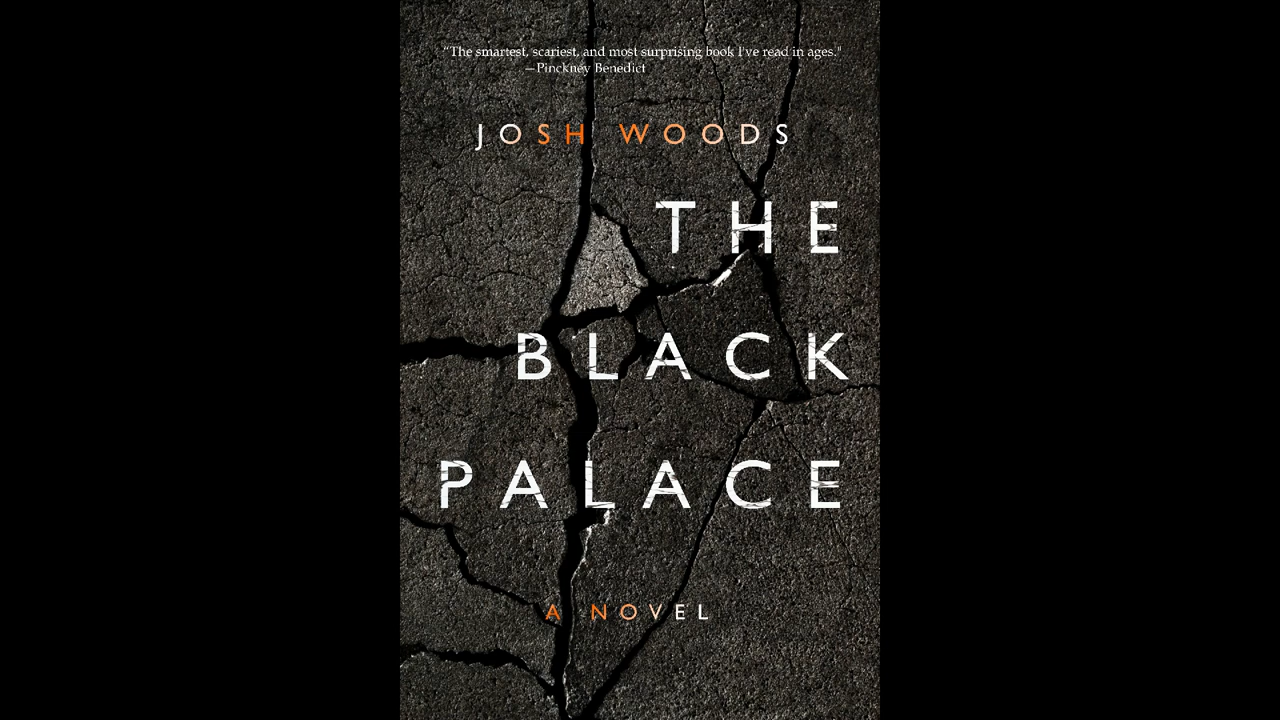 “The smartest, scariest, and most surprising book I've read in ages."
—Pinckney Benedict
JOSH WOODS
THE
BLACK
PALACE
A NOVEL